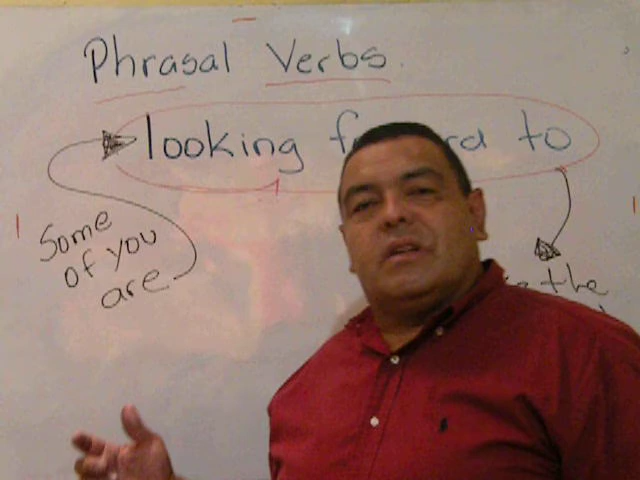 Phrasal Verbs.
looking to
Some
of you
are
the